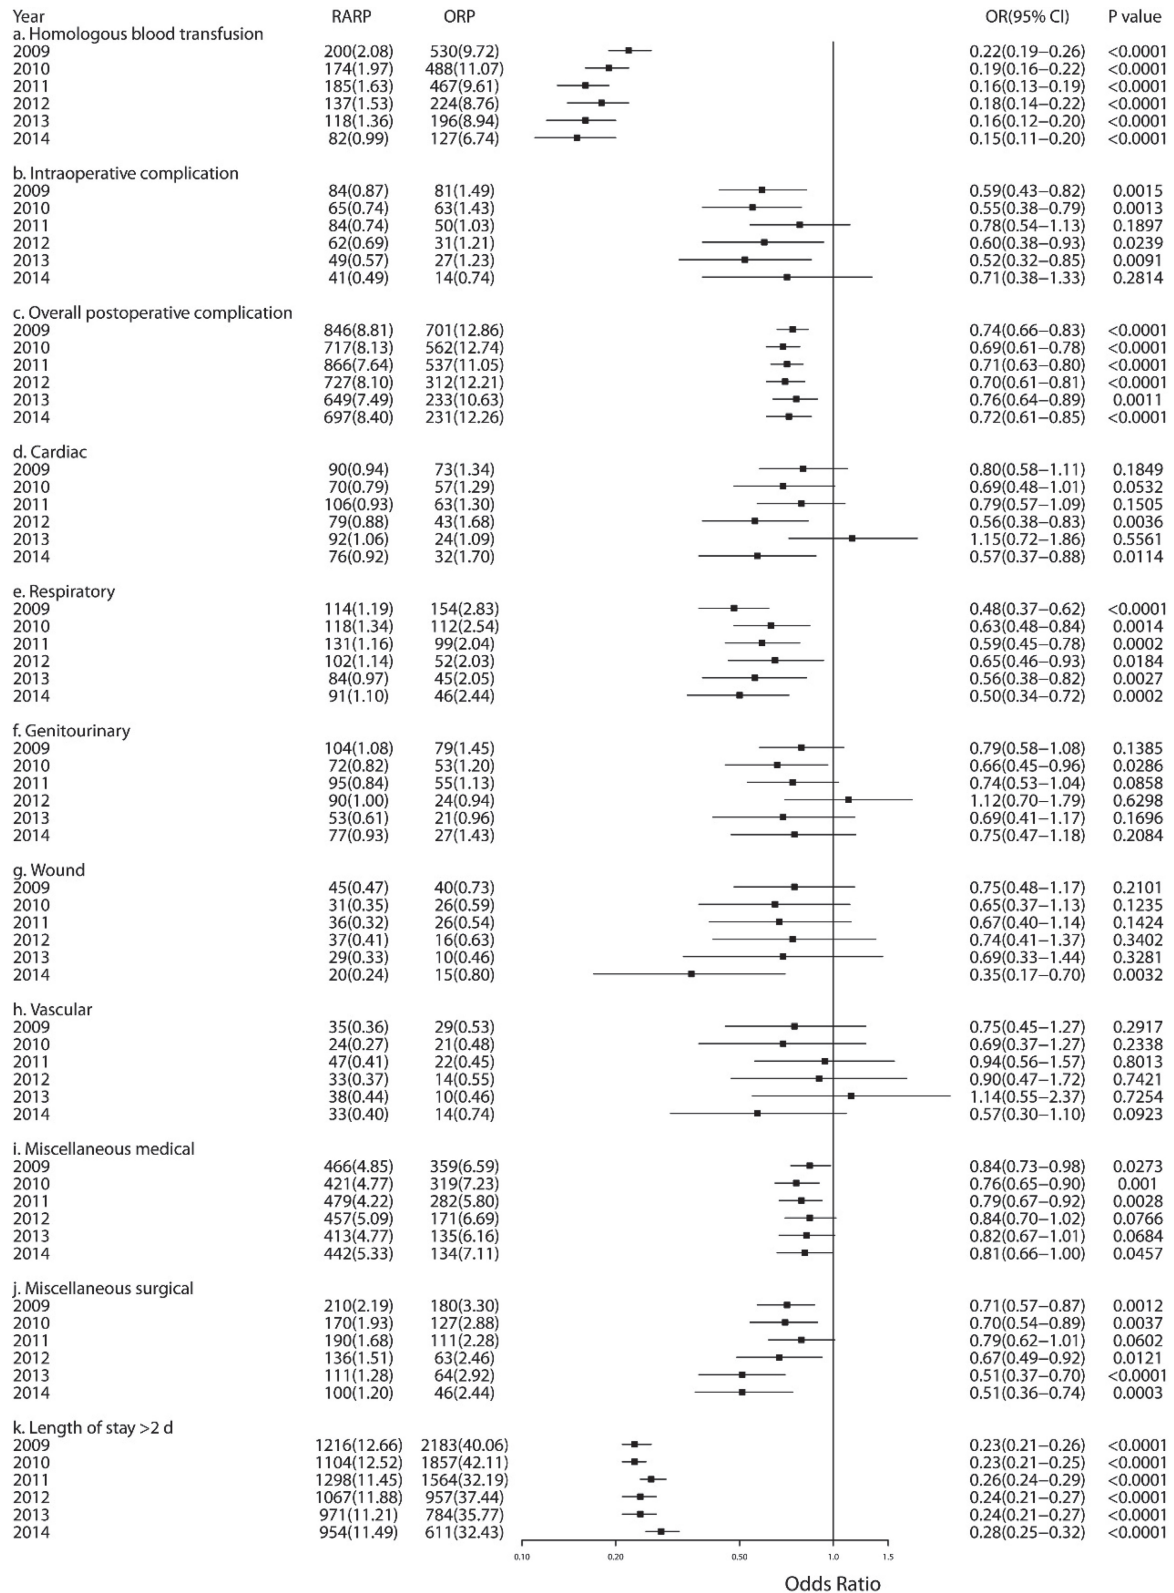 Year RARP ORP OR(95% CI) P value
a. Homologous blood transfusion
2009 200(2.08) 530(9.72) 0.22(0.19−0.26) <0.0001
2010 174(1.97) 488(11.07) 0.19(0.16−0.22) <0.0001
2011 185(1.63) 467(9.61) 0.16(0.13−0.19) <0.0001
2012 137(1.53) 224(8.76) 0.18(0.14−0.22) <0.0001
2013 118(1.36) 196(8.94) 0.16(0.12−0.20) <0.0001
2014 82(0.99) 127(6.74) 0.15(0.11−0.20) <0.0001
b. Intraoperative complication
2009 84(0.87) 81(1.49) 0.59(0.43−0.82) 0.0015
2010 65(0.74) 63(1.43) 0.55(0.38−0.79) 0.0013
2011 84(0.74) 50(1.03) 0.78(0.54−1.13) 0.1897
2012 62(0.69) 31(1.21) 0.60(0.38−0.93) 0.0239
2013 49(0.57) 27(1.23) 0.52(0.32−0.85) 0.0091
2014 41(0.49) 14(0.74) 0.71(0.38−1.33) 0.2814
c. Overall postoperative complication
2009 846(8.81) 701(12.86) 0.74(0.66−0.83) <0.0001
2010 717(8.13) 562(12.74) 0.69(0.61−0.78) <0.0001
2011 866(7.64) 537(11.05) 0.71(0.63−0.80) <0.0001
2012 727(8.10) 312(12.21) 0.70(0.61−0.81) <0.0001
2013 649(7.49) 233(10.63) 0.76(0.64−0.89) 0.0011
2014 697(8.40) 231(12.26) 0.72(0.61−0.85) <0.0001
d. Cardiac
2009 90(0.94) 73(1.34) 0.80(0.58−1.11) 0.1849
2010 70(0.79) 57(1.29) 0.69(0.48−1.01) 0.0532
2011 106(0.93) 63(1.30) 0.79(0.57−1.09) 0.1505
2012 79(0.88) 43(1.68) 0.56(0.38−0.83) 0.0036
2013 92(1.06) 24(1.09) 1.15(0.72−1.86) 0.5561
2014 76(0.92) 32(1.70) 0.57(0.37−0.88) 0.0114
e. Respiratory
2009 114(1.19) 154(2.83) 0.48(0.37−0.62) <0.0001
2010 118(1.34) 112(2.54) 0.63(0.48−0.84) 0.0014
2011 131(1.16) 99(2.04) 0.59(0.45−0.78) 0.0002
2012 102(1.14) 52(2.03) 0.65(0.46−0.93) 0.0184
2013 84(0.97) 45(2.05) 0.56(0.38−0.82) 0.0027
2014 91(1.10) 46(2.44) 0.50(0.34−0.72) 0.0002
f. Genitourinary
2009 104(1.08) 79(1.45) 0.79(0.58−1.08) 0.1385
2010 72(0.82) 53(1.20) 0.66(0.45−0.96) 0.0286
2011 95(0.84) 55(1.13) 0.74(0.53−1.04) 0.0858
2012 90(1.00) 24(0.94) 1.12(0.70−1.79) 0.6298
2013 53(0.61) 21(0.96) 0.69(0.41−1.17) 0.1696
2014 77(0.93) 27(1.43) 0.75(0.47−1.18) 0.2084
g. Wound
2009 45(0.47) 40(0.73) 0.75(0.48−1.17) 0.2101
2010 31(0.35) 26(0.59) 0.65(0.37−1.13) 0.1235
2011 36(0.32) 26(0.54) 0.67(0.40−1.14) 0.1424
2012 37(0.41) 16(0.63) 0.74(0.41−1.37) 0.3402
2013 29(0.33) 10(0.46) 0.69(0.33−1.44) 0.3281
2014 20(0.24) 15(0.80) 0.35(0.17−0.70) 0.0032
h. Vascular
2009 35(0.36) 29(0.53) 0.75(0.45−1.27) 0.2917
2010 24(0.27) 21(0.48) 0.69(0.37−1.27) 0.2338
2011 47(0.41) 22(0.45) 0.94(0.56−1.57) 0.8013
2012 33(0.37) 14(0.55) 0.90(0.47−1.72) 0.7421
2013 38(0.44) 10(0.46) 1.14(0.55−2.37) 0.7254
2014 33(0.40) 14(0.74) 0.57(0.30−1.10) 0.0923
i. Miscellaneous medical
2009 466(4.85) 359(6.59) 0.84(0.73−0.98) 0.0273
2010 421(4.77) 319(7.23) 0.76(0.65−0.90) 0.001
2011 479(4.22) 282(5.80) 0.79(0.67−0.92) 0.0028
2012 457(5.09) 171(6.69) 0.84(0.70−1.02) 0.0766
2013 413(4.77) 135(6.16) 0.82(0.67−1.01) 0.0684
2014 442(5.33) 134(7.11) 0.81(0.66−1.00) 0.0457
j. Miscellaneous surgical
2009 210(2.19) 180(3.30) 0.71(0.57−0.87) 0.0012
2010 170(1.93) 127(2.88) 0.70(0.54−0.89) 0.0037
2011 190(1.68) 111(2.28) 0.79(0.62−1.01) 0.0602
2012 136(1.51) 63(2.46) 0.67(0.49−0.92) 0.0121
2013 111(1.28) 64(2.92) 0.51(0.37−0.70) <0.0001
2014 100(1.20) 46(2.44) 0.51(0.36−0.74) 0.0003
k. Length of stay >2 d
2009 1216(12.66) 2183(40.06) 0.23(0.21−0.26) <0.0001
2010 1104(12.52) 1857(42.11) 0.23(0.21−0.25) <0.0001
2011 1298(11.45) 1564(32.19) 0.26(0.24−0.29) <0.0001
2012 1067(11.88) 957(37.44) 0.24(0.21−0.27) <0.0001
2013 971(11.21) 784(35.77) 0.24(0.21−0.27) <0.0001
2014 954(11.49) 611(32.43) 0.28(0.25−0.32) <0.0001
0.10 0.20 0.50 1.0 1.5
Odds Ratio